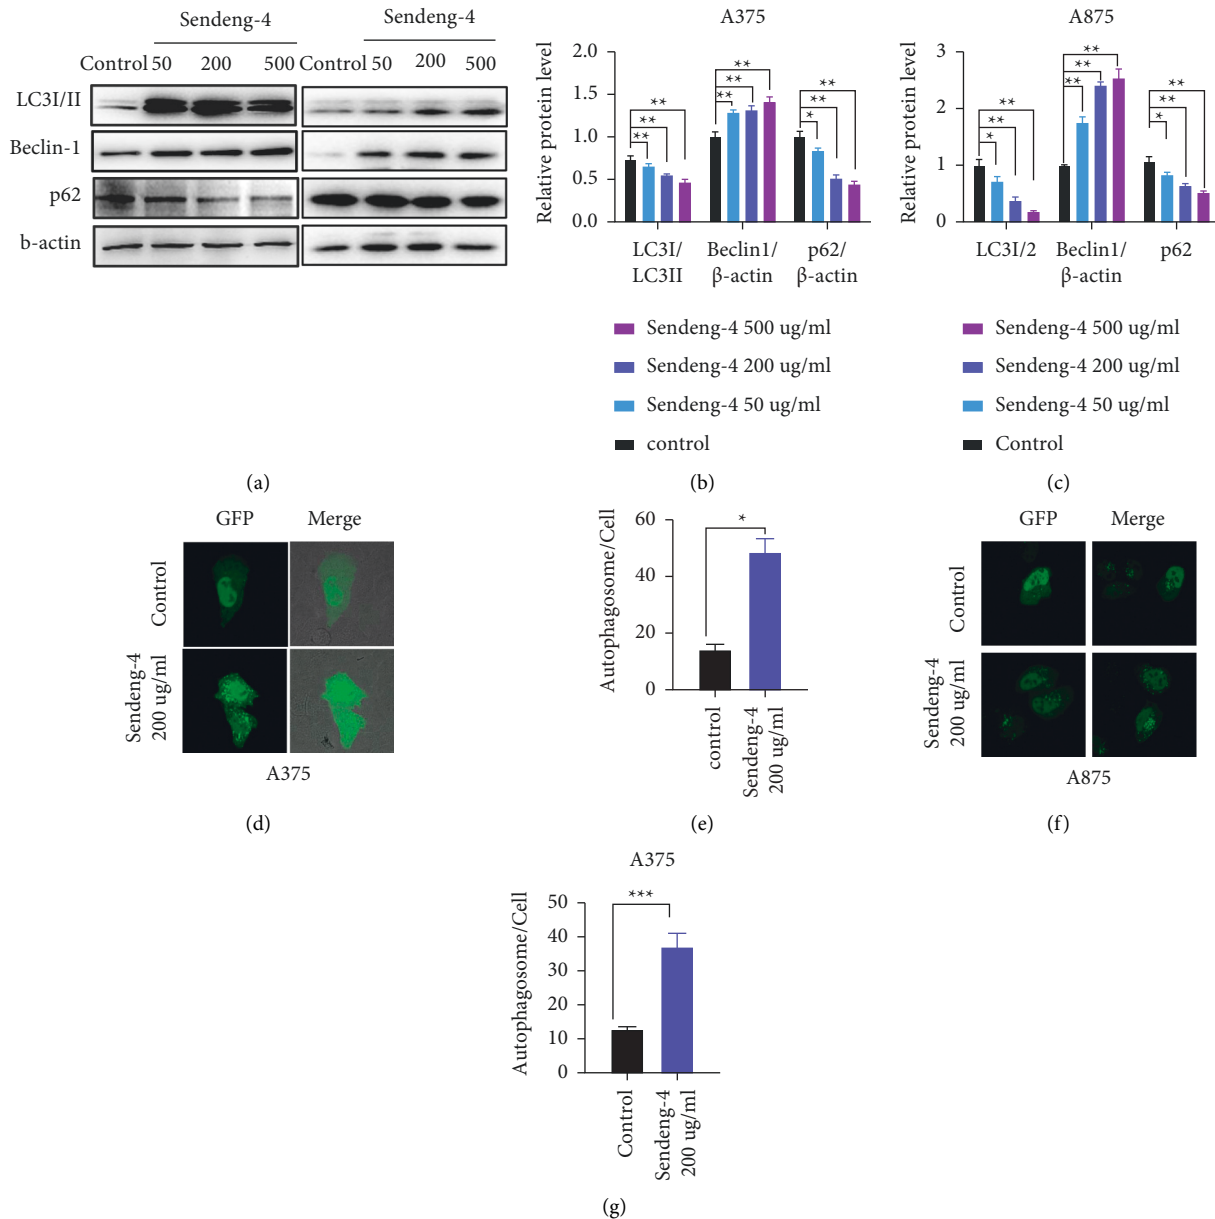 Sendeng-4
Sendeng-4
Control 50 200 500
Control 50 200 500
LC3I/II
Beclin-1
p62
b-actin
(a)
A375
Relative protein level
2.0
1.5
1.0
0.5
0.0
** ** **
** ** **
* ** **
LC3I/
LC3II
Beclin1/
β-actin
p62/
β-actin
Sendeng-4 500 ug/ml
Sendeng-4 200 ug/ml
Sendeng-4 50 ug/ml
control
(b)
A875
Relative protein level
3
2
1
0
* ** **
** ** **
* ** **
LC3I/2
Beclin1/
β-actin
p62
Sendeng-4 500 ug/ml
Sendeng-4 200 ug/ml
Sendeng-4 50 ug/ml
Control
(c)
GFP
Merge
Control
Sendeng-4
200 ug/ml
A375
(d)
Autophagosome/Cell
60
40
20
0
*
control
Sendeng-4
200 ug/ml
(e)
GFP
Merge
Control
Sendeng-4
200 ug/ml
A875
(f)
A375
Autophagosome/Cell
50
40
30
20
10
0
***
Control
Sendeng-4
200 ug/ml
(g)